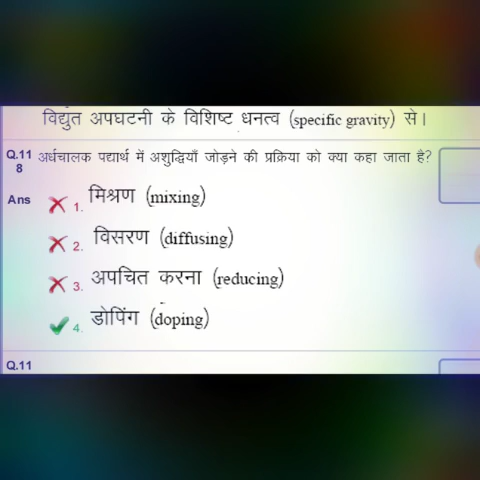 विद्युत अपघटनी के विशिष्ट धनत्व (specific gravity) से।
Q.11 अर्धचालक पद्यार्थ में अशुद्धियाँ जोड़ने की प्रक्रिया को क्या कहा जाता है?
8
Ans 1. मिश्रण (mixing)
2. विसरण (diffusing)
3. अपचित करना (reducing)
4. डोपिंग (doping)
Q.11